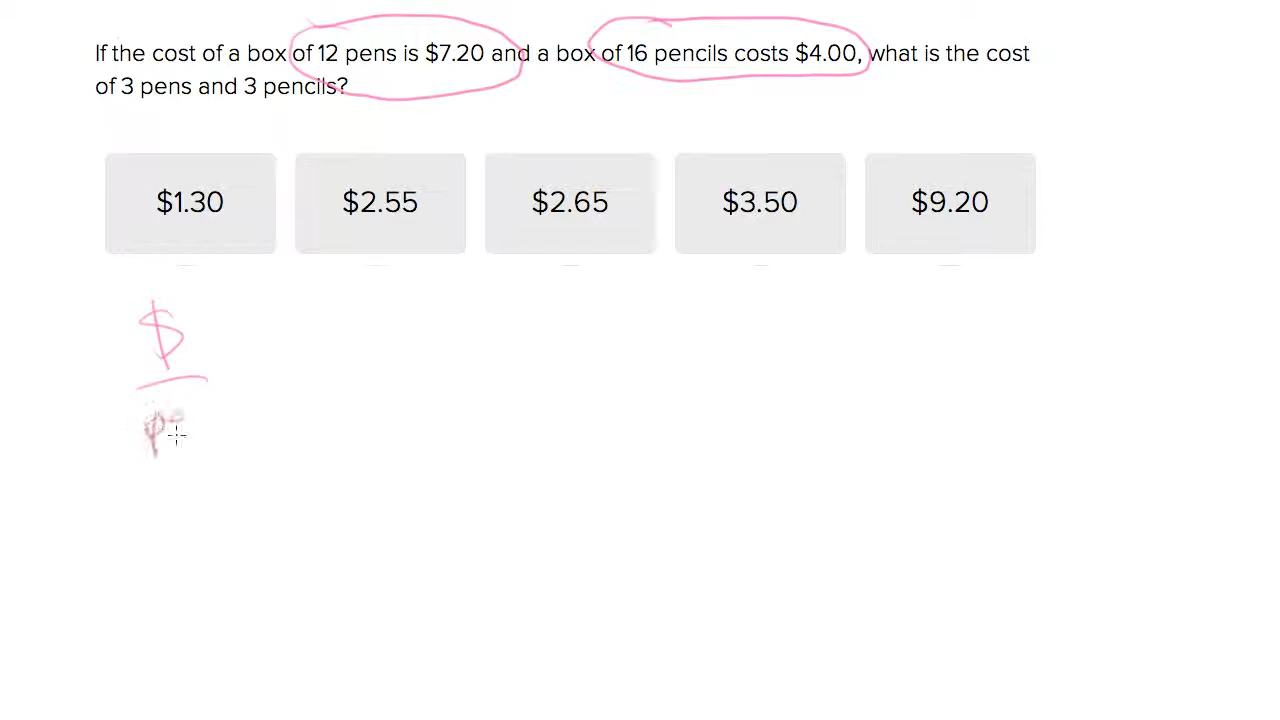 If the cost of a box of 12 pens is $7.20 and a box of 16 pencils costs $4.00, what is the cost
of 3 pens and 3 pencils?
$1.30 $2.55 $2.65 $3.50 $9.20
$